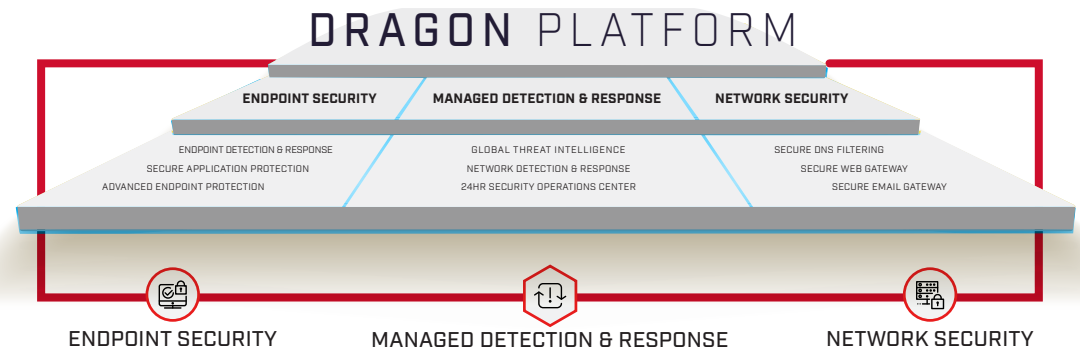 DRAGON PLATFORM
ENDPOINT SECURITY
MANAGED DETECTION & RESPONSE
NETWORK SECURITY
ENDPOINT DETECTION & RESPONSE
SECURE APPLICATION PROTECTION
ADVANCED ENDPOINT PROTECTION
GLOBAL THREAT INTELLIGENCE
NETWORK DETECTION & RESPONSE
24HR SECURITY OPERATIONS CENTER
SECURE DNS FILTERING
SECURE WEB GATEWAY
SECURE EMAIL GATEWAY
ENDPOINT SECURITY
MANAGED DETECTION & RESPONSE
NETWORK SECURITY